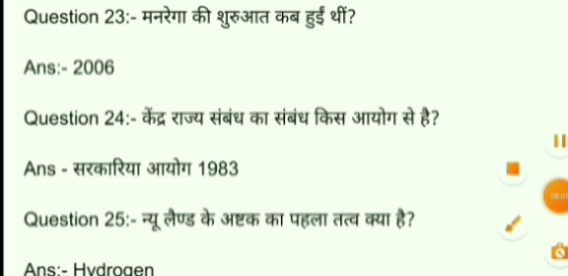 Question 23:- मनरेगा की शुरुआत कब हुई थीं?
Ans:- 2006
Question 24:- केंद्र राज्य संबंध का संबंध किस आयोग से है?
Ans - सरकारिया आयोग 1983
Question 25:- न्यू लैण्ड के अष्टक का पहला तत्व क्या है?
Ans:- Hydrogen